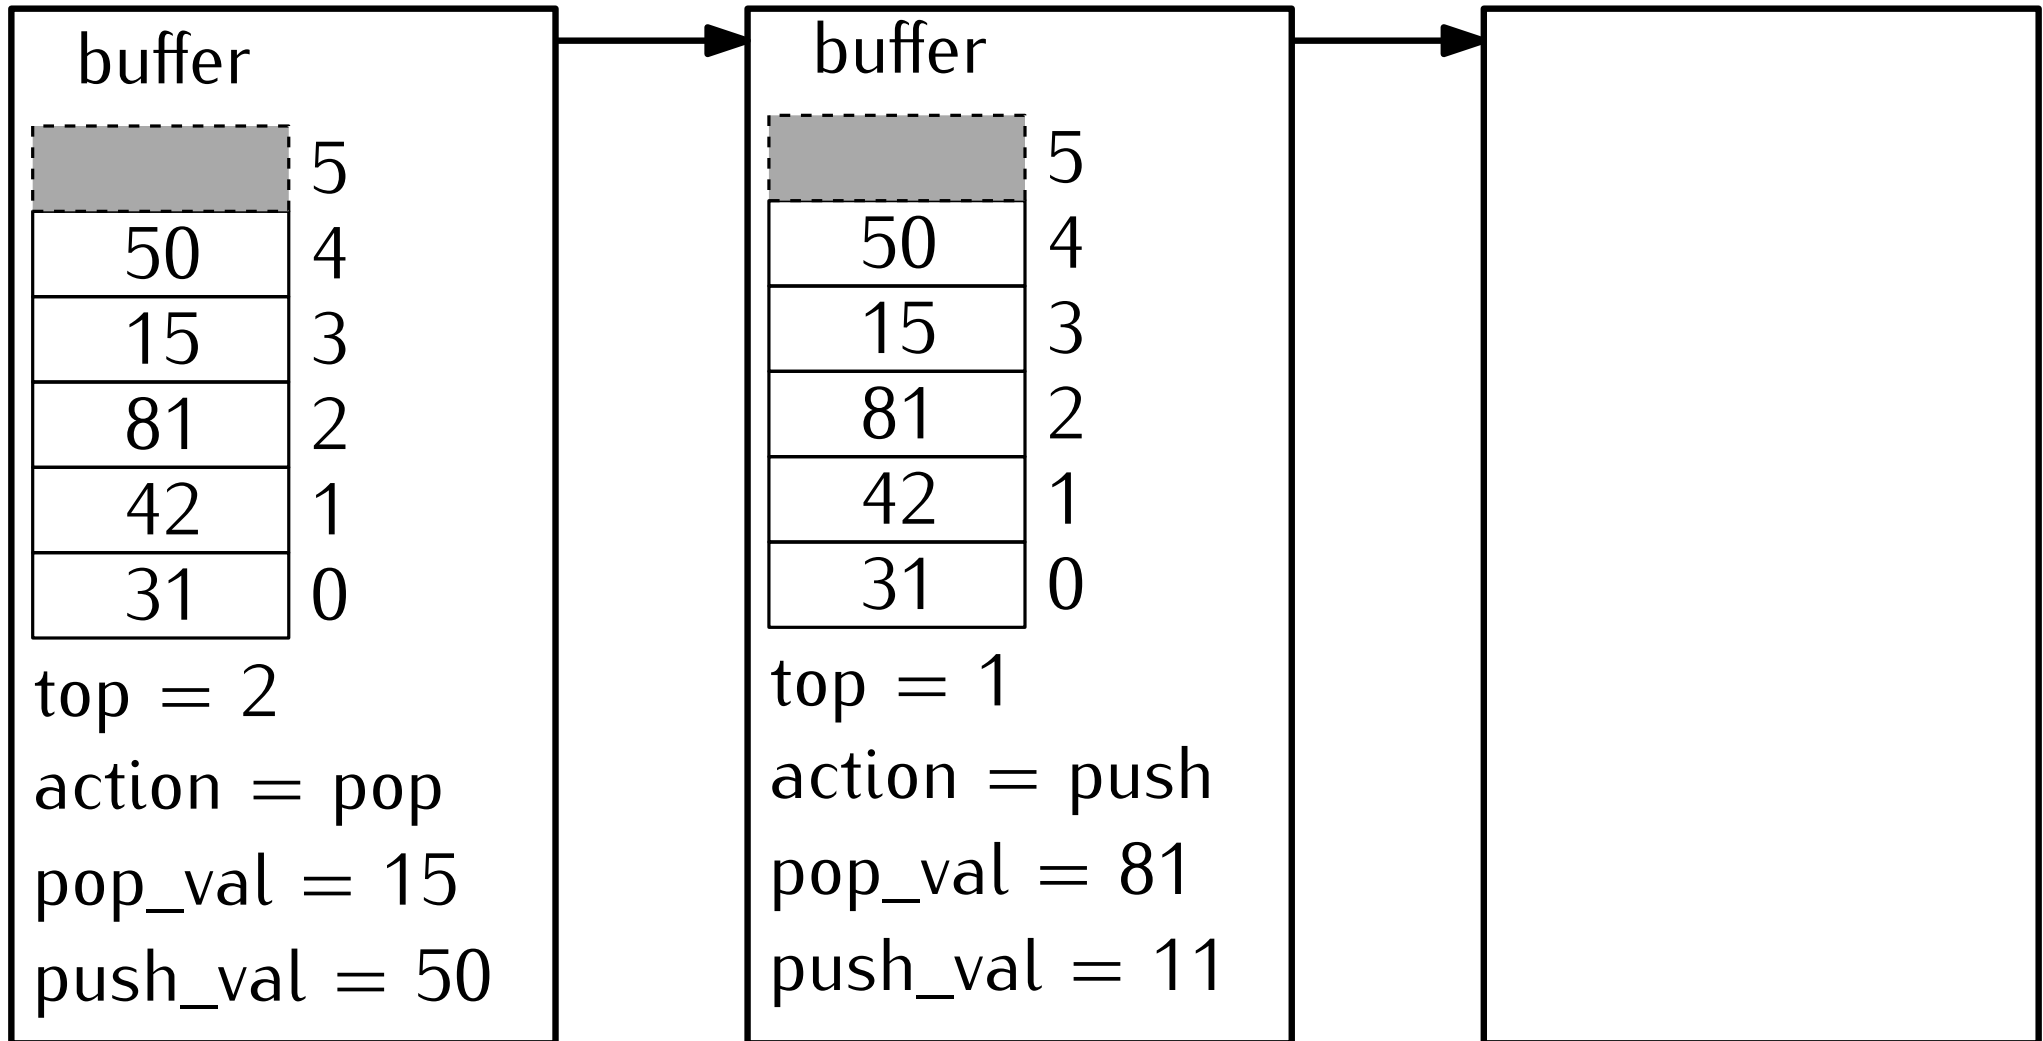 buffer
5
50 4
15 3
81 2
42 1
31 0
top = 2
action = pop
pop_val = 15
push_val = 50
buffer
5
50 4
15 3
81 2
42 1
31 0
top = 1
action = push
pop_val = 81
push_val = 11